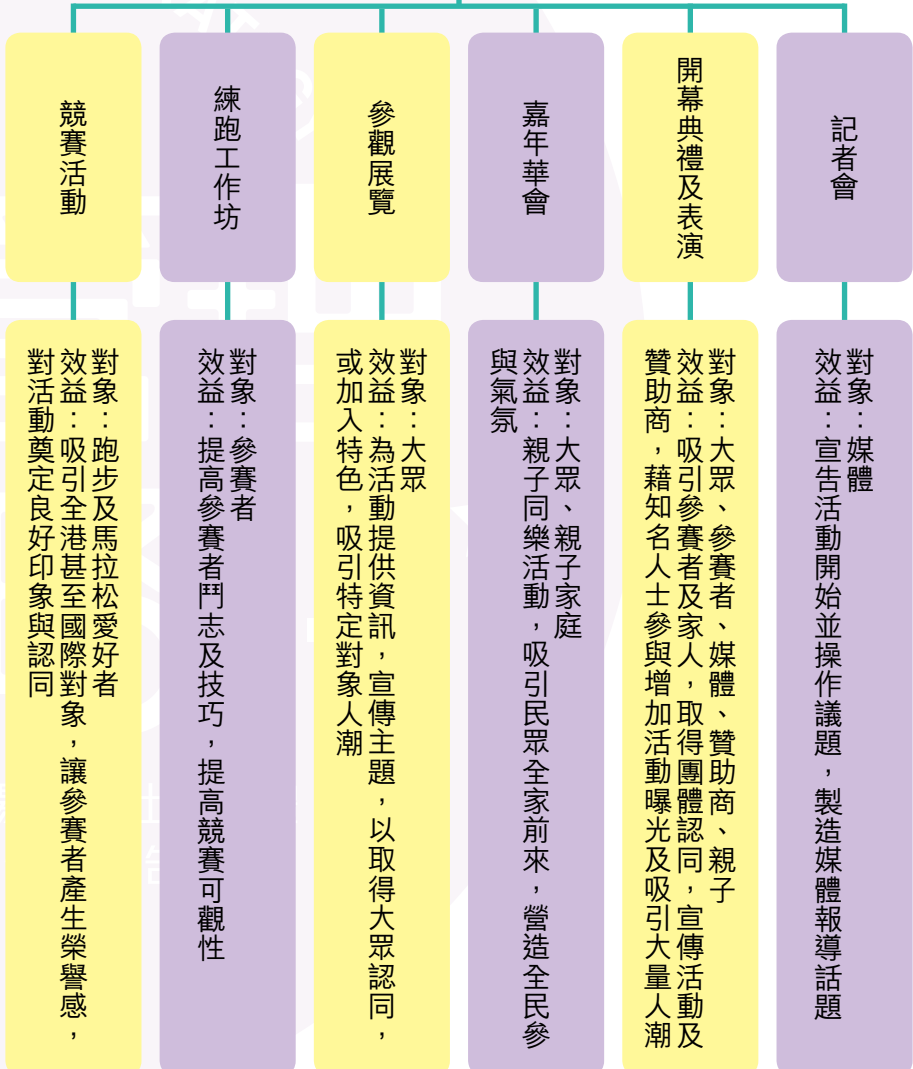 記者會
對象：媒體
效益：宣告活動開始並操作議題，製造媒體報導話題
開幕典禮及表演
對象：大眾、參賽者、媒體、贊助商、親子
效益：吸引參賽者及家人，取得團體認同，宣傳活動及
贊助商，藉知名人士參與增加活動曝光及吸引大量人潮
嘉年華會
對象：大眾、親子家庭
效益：親子同樂活動，吸引民眾全家前來，營造全民參
與氣氛
參觀展覽
對象：大眾
效益：為活動提供資訊，宣傳主題，以取得大眾認同，
或加入特色，吸引特定對象人潮
練跑工作坊
對象：參賽者
效益：提高參賽者鬥志及技巧，提高競賽可觀性
競賽活動
對象：跑步及馬拉松愛好者
效益：吸引全港甚至國際對象，讓參賽者產生榮譽感，
對活動奠定良好印象與認同